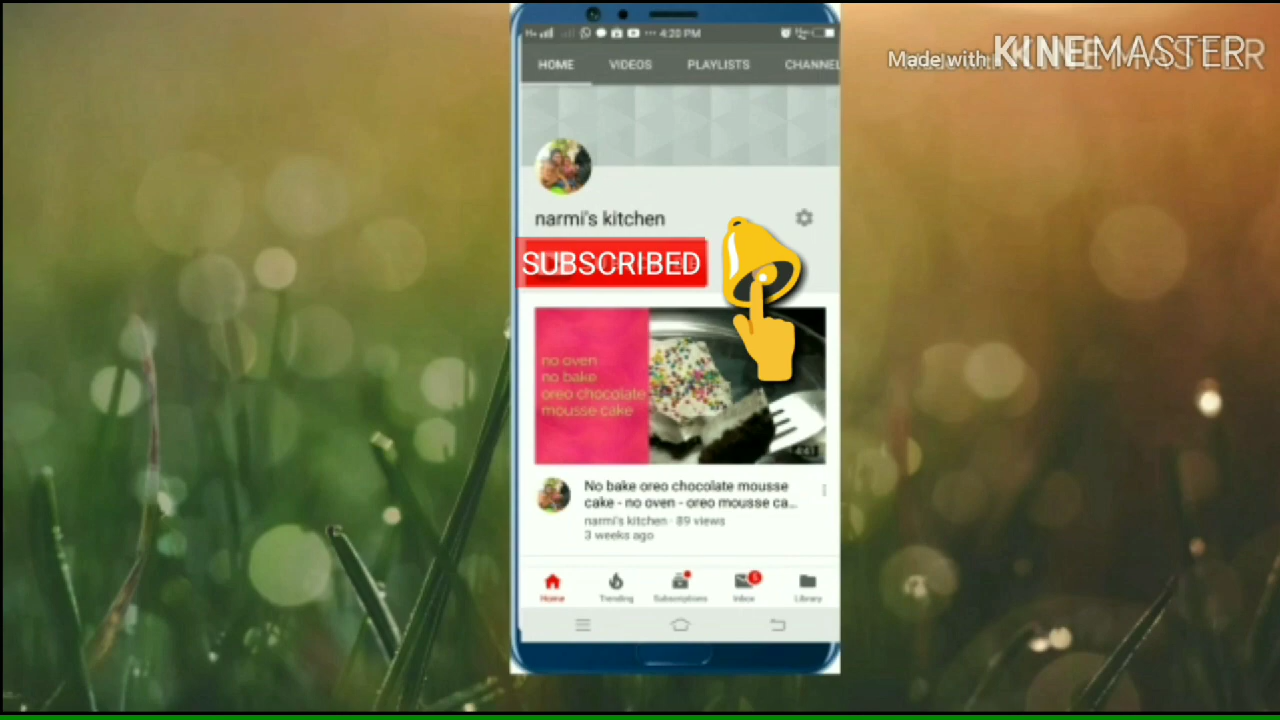 Made with KINEMASTER
H+ 4:20 PM
HOME VIDEOS PLAYLISTS CHANNEL
narmi's kitchen
SUBSCRIBED
no oven
no bake
oreo chocolate
mousse cake
4:41
No bake oreo chocolate mousse
cake - no oven - oreo mousse ca...
narmi's kitchen · 89 views
3 weeks ago
Home Trending Subscriptions Inbox Library